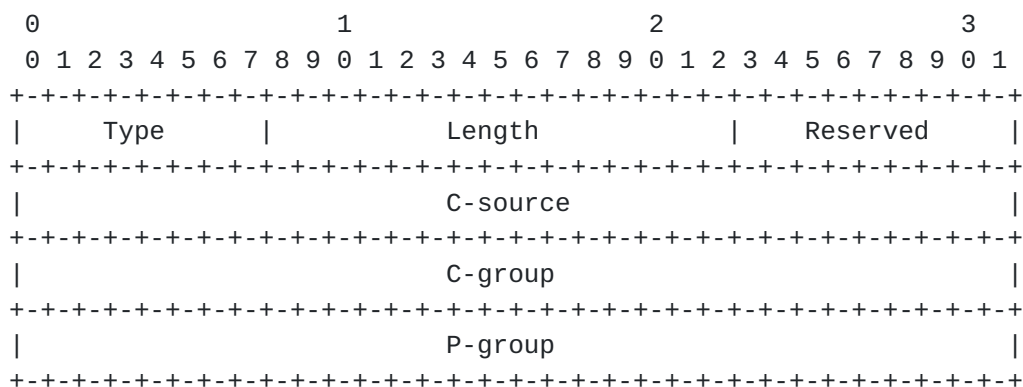 0                   1                   2                   3
 0 1 2 3 4 5 6 7 8 9 0 1 2 3 4 5 6 7 8 9 0 1 2 3 4 5 6 7 8 9 0 1
+-+-+-+-+-+-+-+-+-+-+-+-+-+-+-+-+-+-+-+-+-+-+-+-+-+-+-+-+-+-+-+-+
|     Type      |           Length            |    Reserved     |
+-+-+-+-+-+-+-+-+-+-+-+-+-+-+-+-+-+-+-+-+-+-+-+-+-+-+-+-+-+-+-+-+
|                           C-source                            |
+-+-+-+-+-+-+-+-+-+-+-+-+-+-+-+-+-+-+-+-+-+-+-+-+-+-+-+-+-+-+-+-+
|                           C-group                             |
+-+-+-+-+-+-+-+-+-+-+-+-+-+-+-+-+-+-+-+-+-+-+-+-+-+-+-+-+-+-+-+-+
|                           P-group                             |
+-+-+-+-+-+-+-+-+-+-+-+-+-+-+-+-+-+-+-+-+-+-+-+-+-+-+-+-+-+-+-+-+